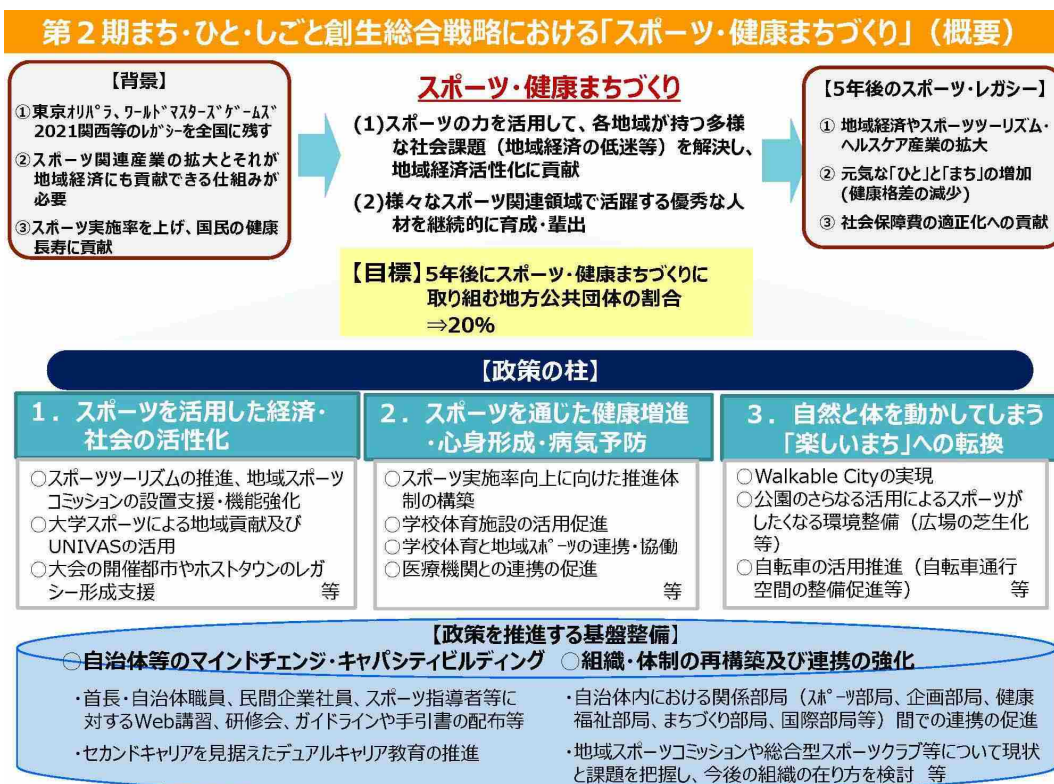 第2期まち・ひと・しごと創生総合戦略における「スポーツ・健康まちづくり」（概要）
【背景】
①東京ｵﾘﾊﾟﾗ、ﾜｰﾙﾄﾞﾏｽﾀｰｽﾞｹﾞｰﾑｽﾞ
2021関西等のﾚｶﾞｼｰを全国に残す
②スポーツ関連産業の拡大とそれが
地域経済にも貢献できる仕組みが
必要
③スポーツ実施率を上げ、国民の健康
長寿に貢献
スポーツ・健康まちづくり
(1)スポーツの力を活用して、各地域が持つ多様
な社会課題（地域経済の低迷等）を解決し、
地域経済活性化に貢献
(2)様々なスポーツ関連領域で活躍する優秀な人
材を継続的に育成・輩出
【5年後のスポーツ・レガシー】
① 地域経済やスポーツツーリズム・
ヘルスケア産業の拡大
② 元気な「ひと」と「まち」の増加
(健康格差の減少)
③ 社会保障費の適正化への貢献
【目標】5年後にスポーツ・健康まちづくりに
取り組む地方公共団体の割合
⇒20%
【政策の柱】
1．スポーツを活用した経済・
社会の活性化
○スポーツツーリズムの推進、地域スポーツ
コミッションの設置支援・機能強化
○大学スポーツによる地域貢献及び
UNIVASの活用
○大会の開催都市やホストタウンのレガ
シー形成支援 等
2．スポーツを通じた健康増進
・心身形成・病気予防
○スポーツ実施率向上に向けた推進体
制の構築
○学校体育施設の活用促進
○学校体育と地域ｽﾎﾟｰﾂの連携・協働
○医療機関との連携の促進
等
3．自然と体を動かしてしまう
「楽しいまち」への転換
○Walkable Cityの実現
○公園のさらなる活用によるスポーツが
したくなる環境整備（広場の芝生化
等）
○自転車の活用推進（自転車通行
空間の整備促進等） 等
【政策を推進する基盤整備】
○自治体等のマインドチェンジ・キャパシティビルディング
・首長・自治体職員、民間企業社員、スポーツ指導者等に
対するWeb講習、研修会、ガイドラインや手引書の配布等
・セカンドキャリアを見据えたデュアルキャリア教育の推進
○組織・体制の再構築及び連携の強化
・自治体内における関係部局（ｽﾎﾟｰﾂ部局、企画部局、健康
福祉部局、まちづくり部局、国際部局等）間での連携の促進
・地域スポーツコミッションや総合型スポーツクラブ等について現状
と課題を把握し、今後の組織の在り方を検討 等